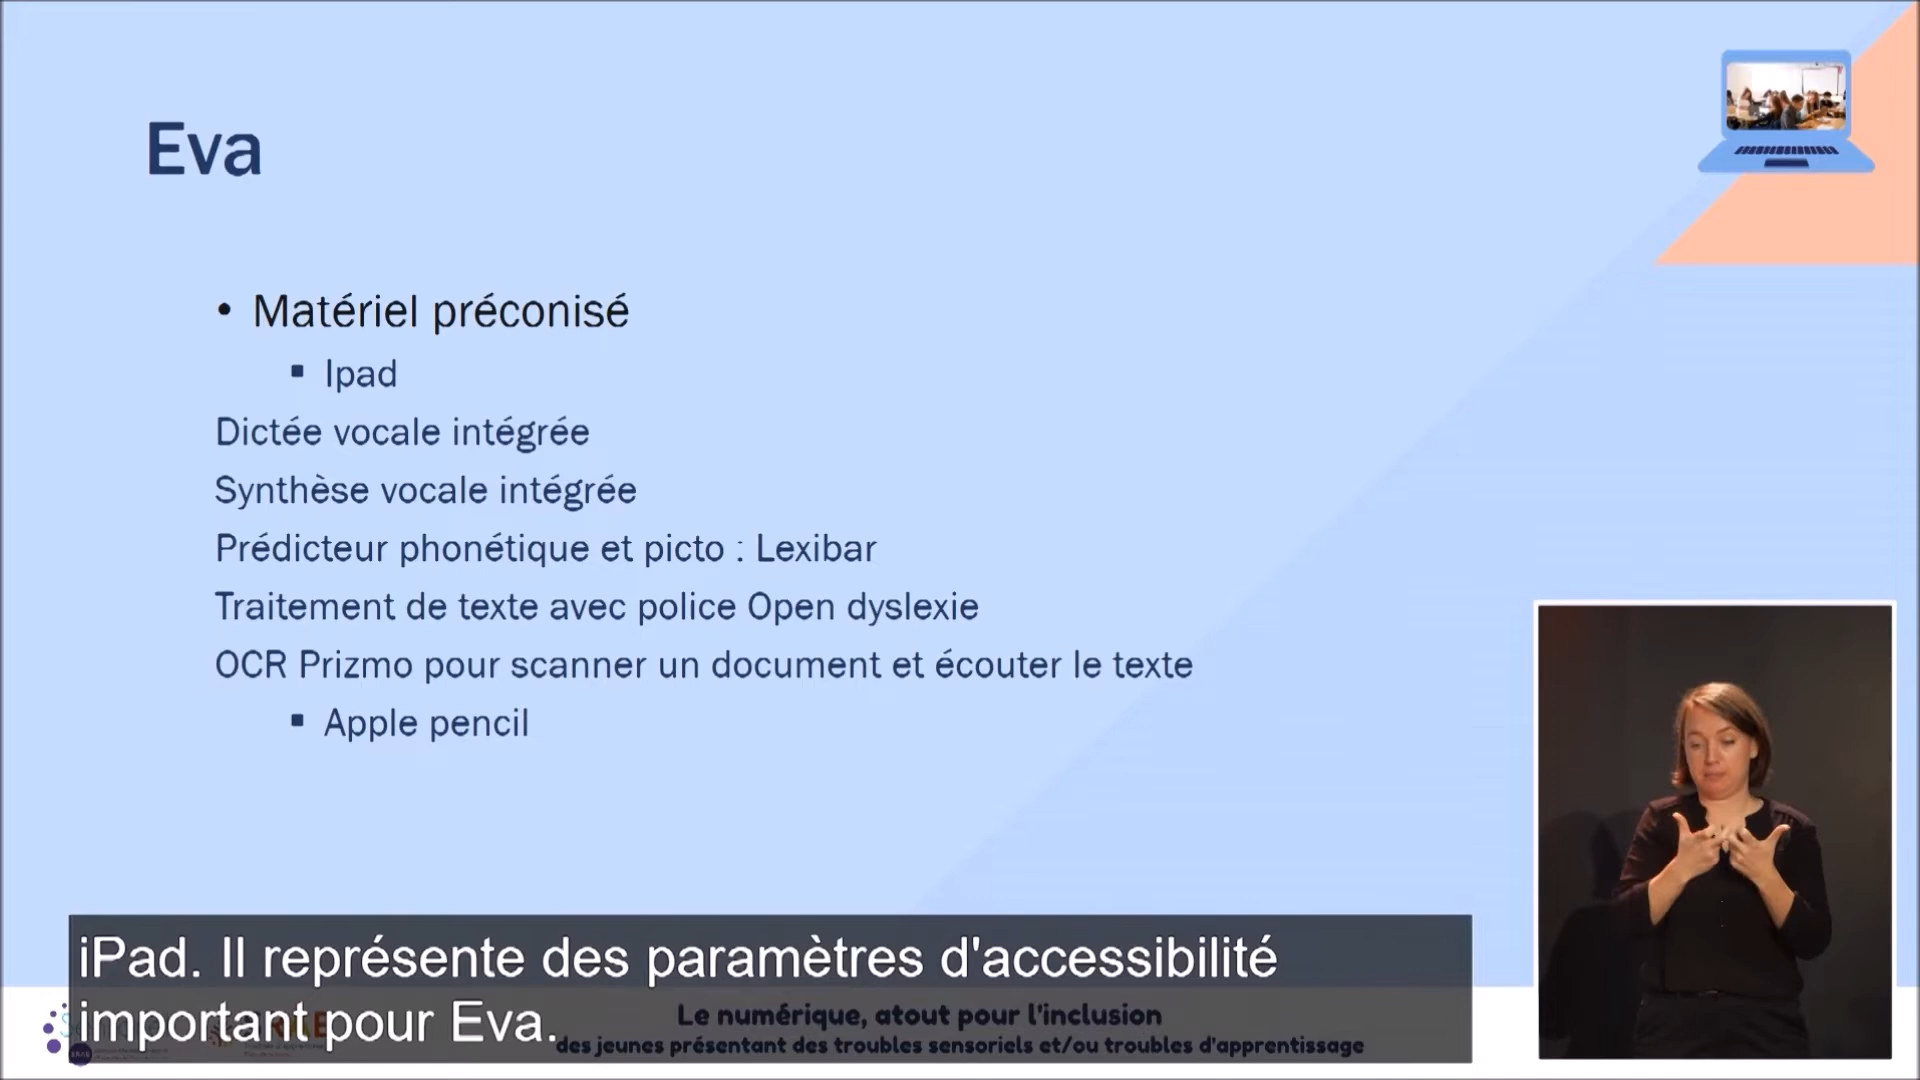 Eva
• Matériel préconisé
▪ Ipad
Dictée vocale intégrée
Synthèse vocale intégrée
Prédicteur phonétique et picto : Lexibar
Traitement de texte avec police Open dyslexie
OCR Prizmo pour scanner un document et écouter le texte
▪ Apple pencil
iPad. Il représente des paramètres d'accessibilité
important pour Eva.
Le numérique, atout pour l'inclusion
des jeunes présentant des troubles sensoriels et/ou troubles d'apprentissage